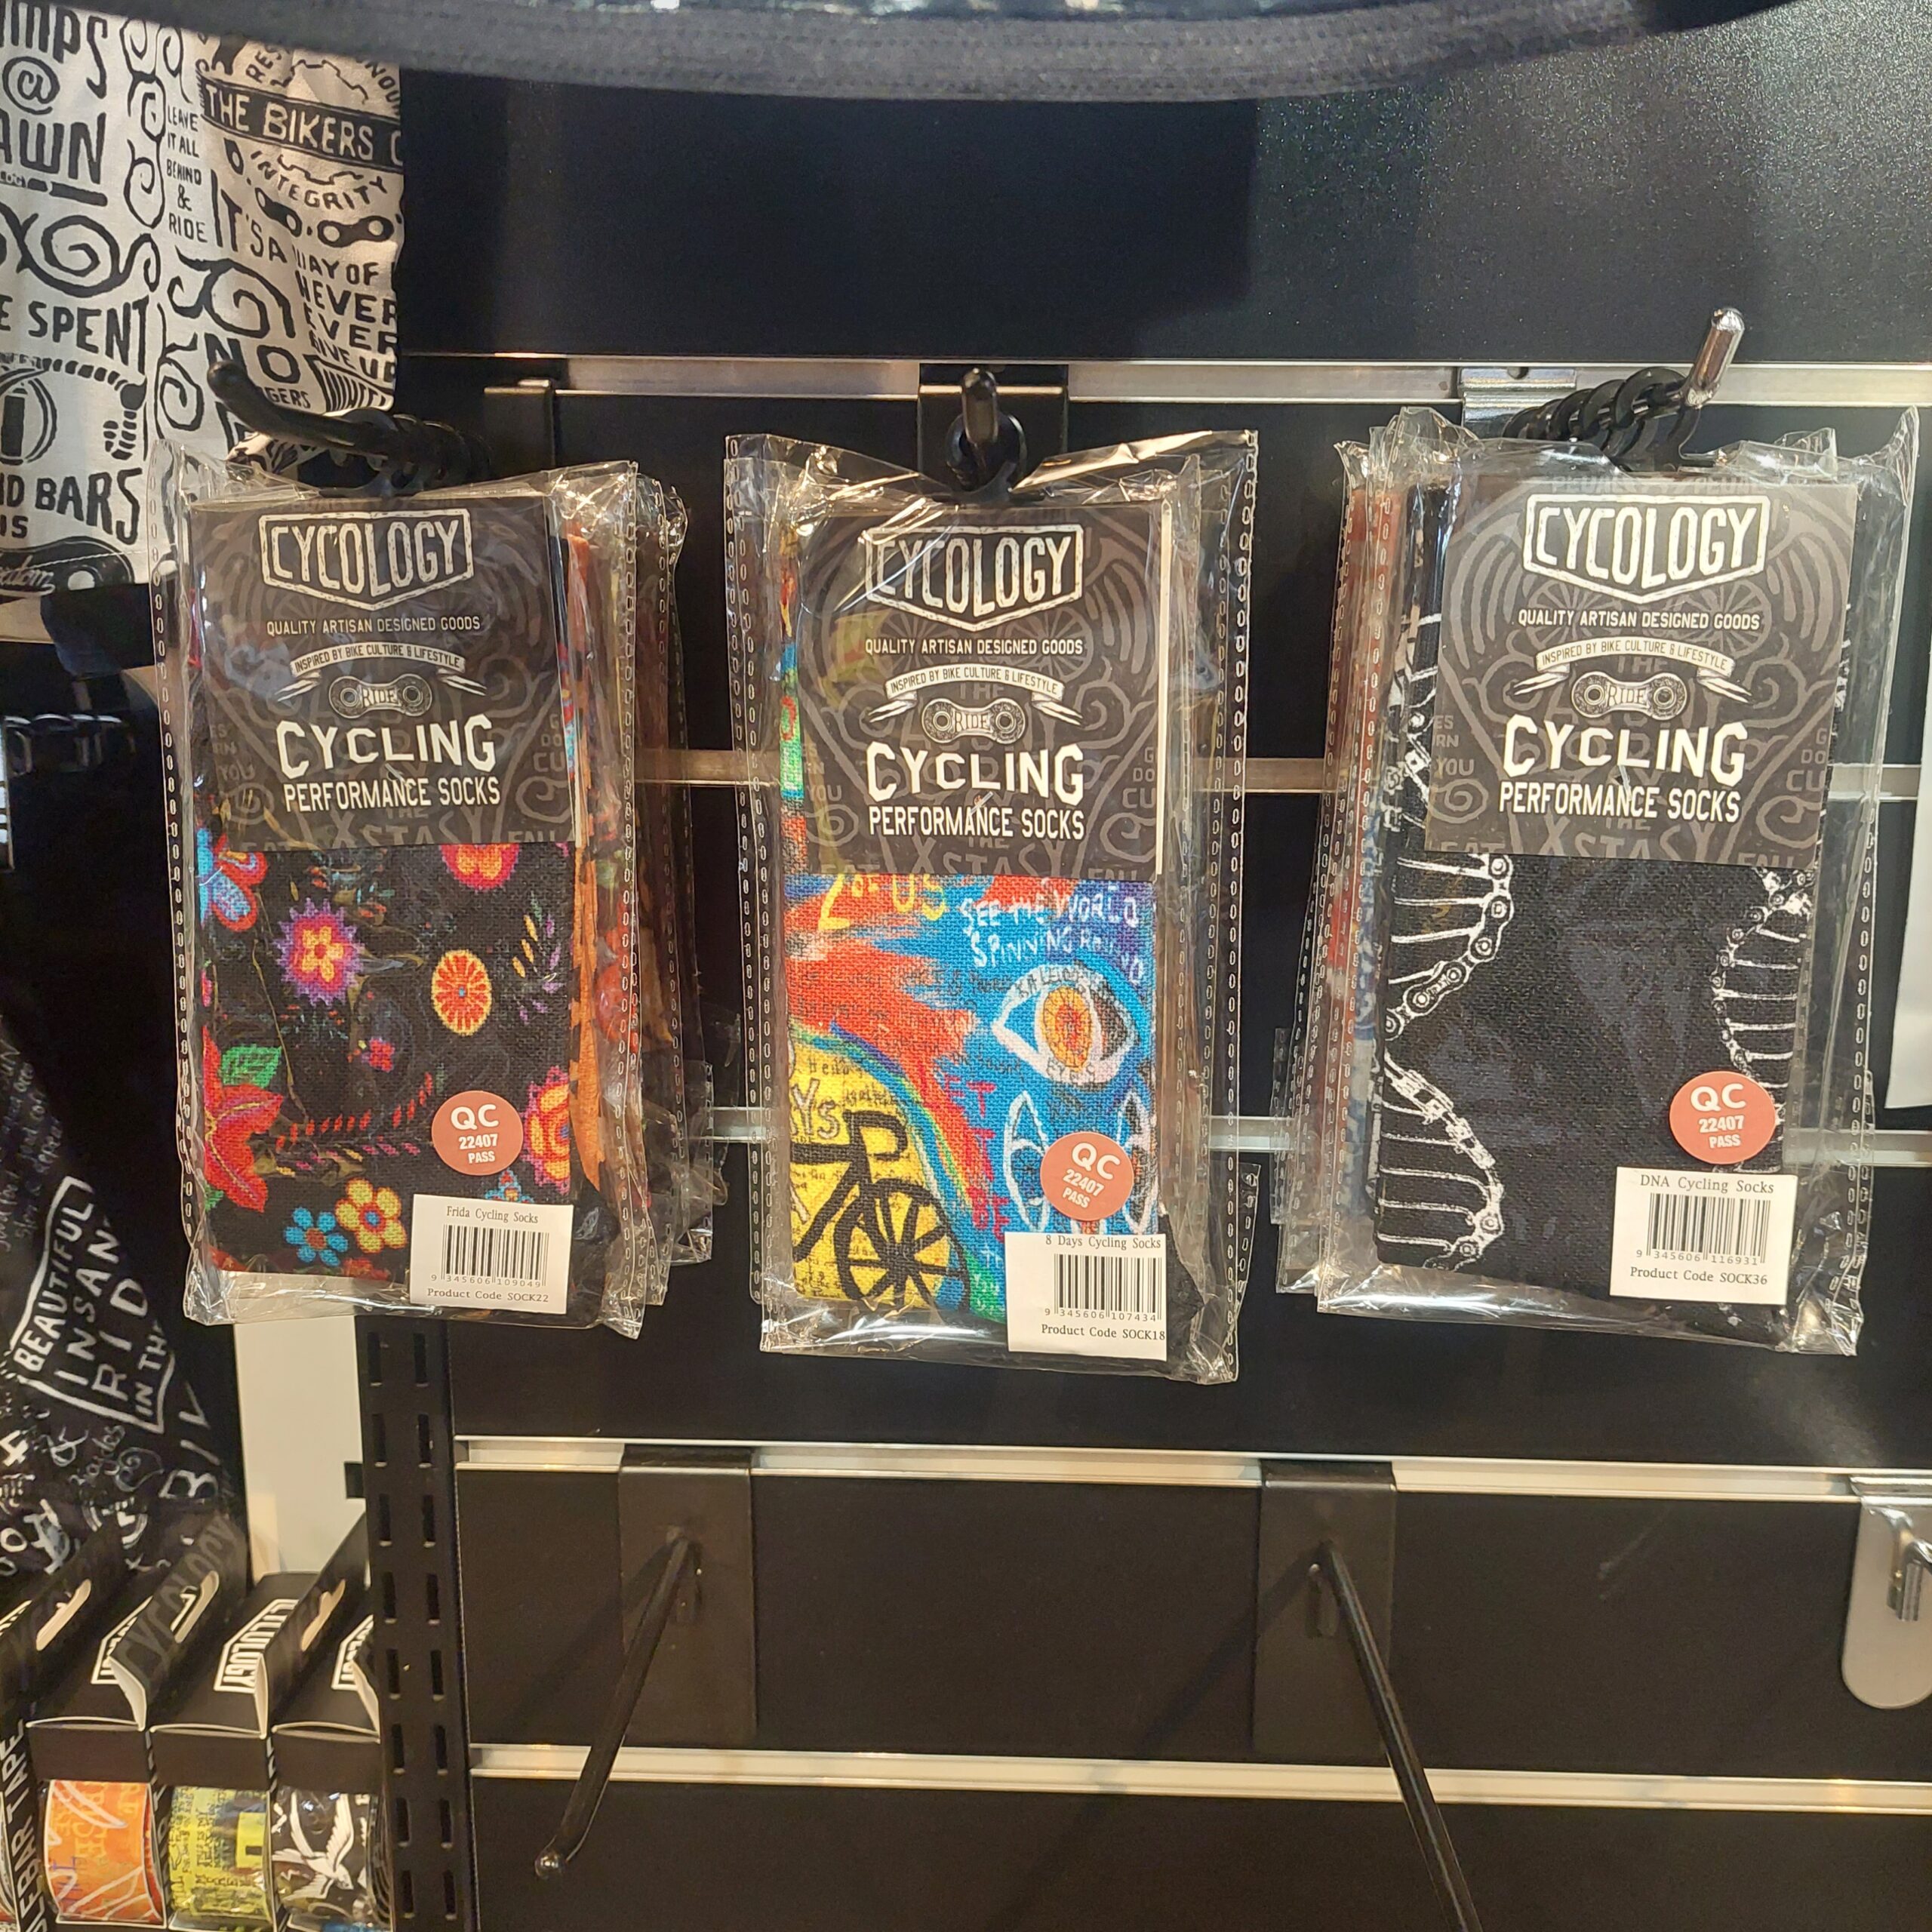 @
THE BIKERS
INTEGRITY
LEAVE
IT ALL
BEHIND
&
RIDE
IT'S A
WAY OF
NEVER
EVER
GIVE UP
SPENT
NO
BARS
CYCOLOGY
QUALITY ARTISAN DESIGNED GOODS
INSPIRED BY BIKE CULTURE & LIFESTYLE
RIDE
CYCLING
PERFORMANCE SOCKS
QC
22407
PASS
Frida Cycling Socks
9 345606 109049
Product Code SOCK22
CYCOLOGY
QUALITY ARTISAN DESIGNED GOODS
INSPIRED BY BIKE CULTURE & LIFESTYLE
RIDE
CYCLING
PERFORMANCE SOCKS
SEE THE WORLD
SPINNING
QC
22407
PASS
8 Days Cycling Socks
9 345606 107434
Product Code SOCK18
CYCOLOGY
QUALITY ARTISAN DESIGNED GOODS
INSPIRED BY BIKE CULTURE & LIFESTYLE
RIDE
CYCLING
PERFORMANCE SOCKS
QC
22407
PASS
DNA Cycling Socks
9 345606 116931
Product Code SOCK36
BEAUTIFUL
IN THE
CYCOLOGY
TAPE